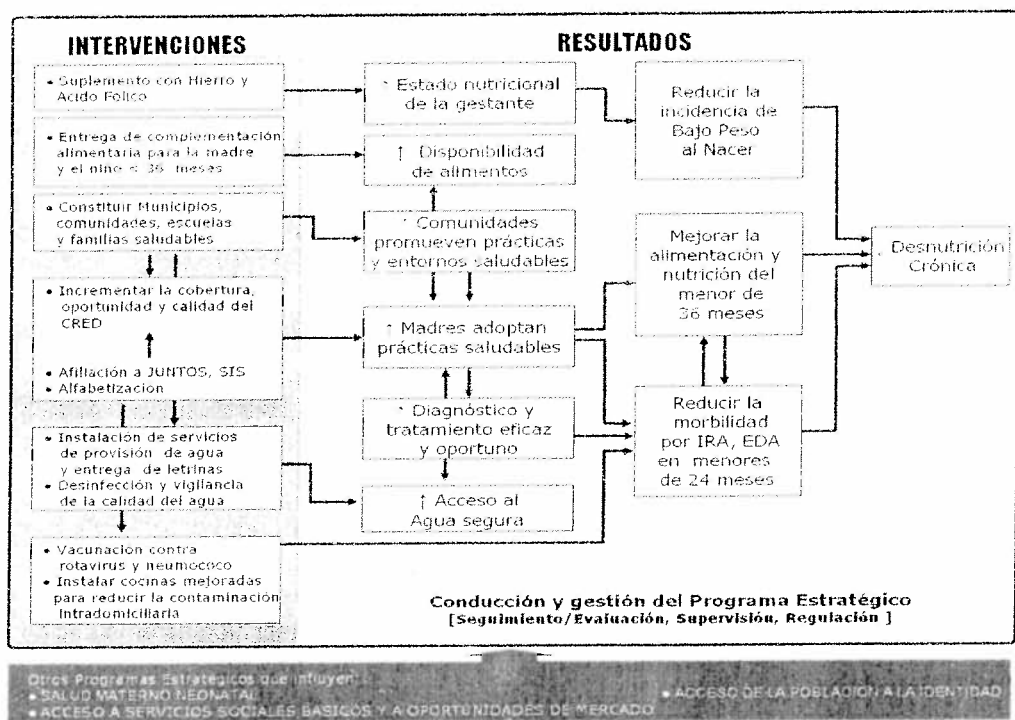 INTERVENCIONES
• Suplemento con Hierro y
Acido Fólico
• Entrega de complementación
alimentaria para la madre
y el niño < 36 meses
• Constituir Municipios,
comunidades, escuelas
y familias saludables
• Incrementar la cobertura,
oportunidad y calidad del
CRED
• Afiliación a JUNTOS, SIS
• Alfabetizacion
• Instalación de servicios
de provisión de agua
y entrega de letrinas
• Desinfección y vigilancia
de la calidad del agua
• Vacunación contra
rotavirus y neumococo
• Instalar cocinas mejoradas
para reducir la contaminación
Intradomiciliaria
RESULTADOS
↑ Estado nutricional
de la gestante
↑ Disponibilidad
de alimentos
↑ Comunidades
promueven prácticas
y entornos saludables
↑ Madres adoptan
prácticas saludables
↑ Diagnóstico y
tratamiento eficaz
y oportuno
↑ Acceso al
Agua segura
Reducir la
incidencia de
Bajo Peso
al Nacer
Mejorar la
alimentación y
nutrición del
menor de
36 meses
Reducir la
morbilidad
por IRA, EDA
en menores
de 24 meses
Desnutrición
Crónica
Conducción y gestión del Programa Estratégico
[Seguimiento/Evaluación, Supervisión, Regulación ]
Otros Programas Estratégicos que influyen:
• SALUD MATERNO NEONATAL
• ACCESO A SERVICIOS SOCIALES BASICOS Y A OPORTUNIDADES DE MERCADO
• ACCESO DE LA POBLACION A LA IDENTIDAD